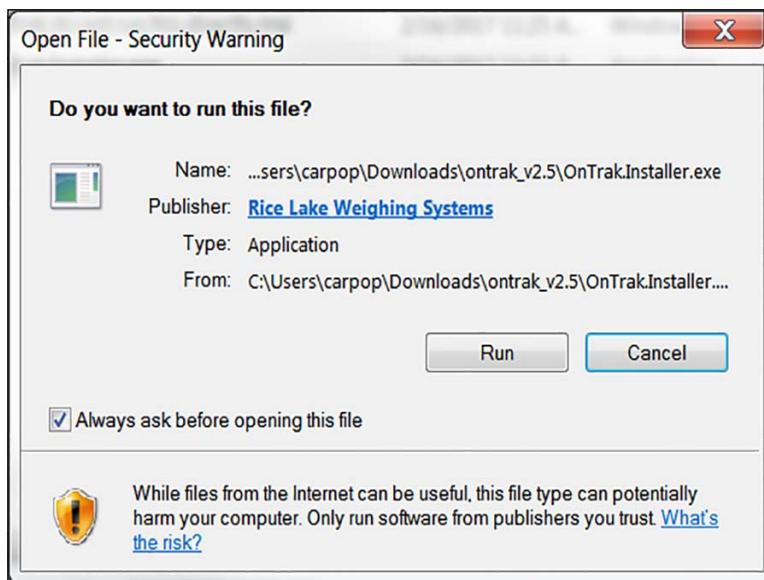 Open File - Security Warning
X
Do you want to run this file?
Name: ...sers\carpop\Downloads\ontrak_v2.5\OnTrak.Installer.exe
Publisher: Rice Lake Weighing Systems
Type: Application
From: C:\Users\carpop\Downloads\ontrak_v2.5\OnTrak.Installer....
Run Cancel
Always ask before opening this file
While files from the Internet can be useful, this file type can potentially
harm your computer. Only run software from publishers you trust. What's
the risk?